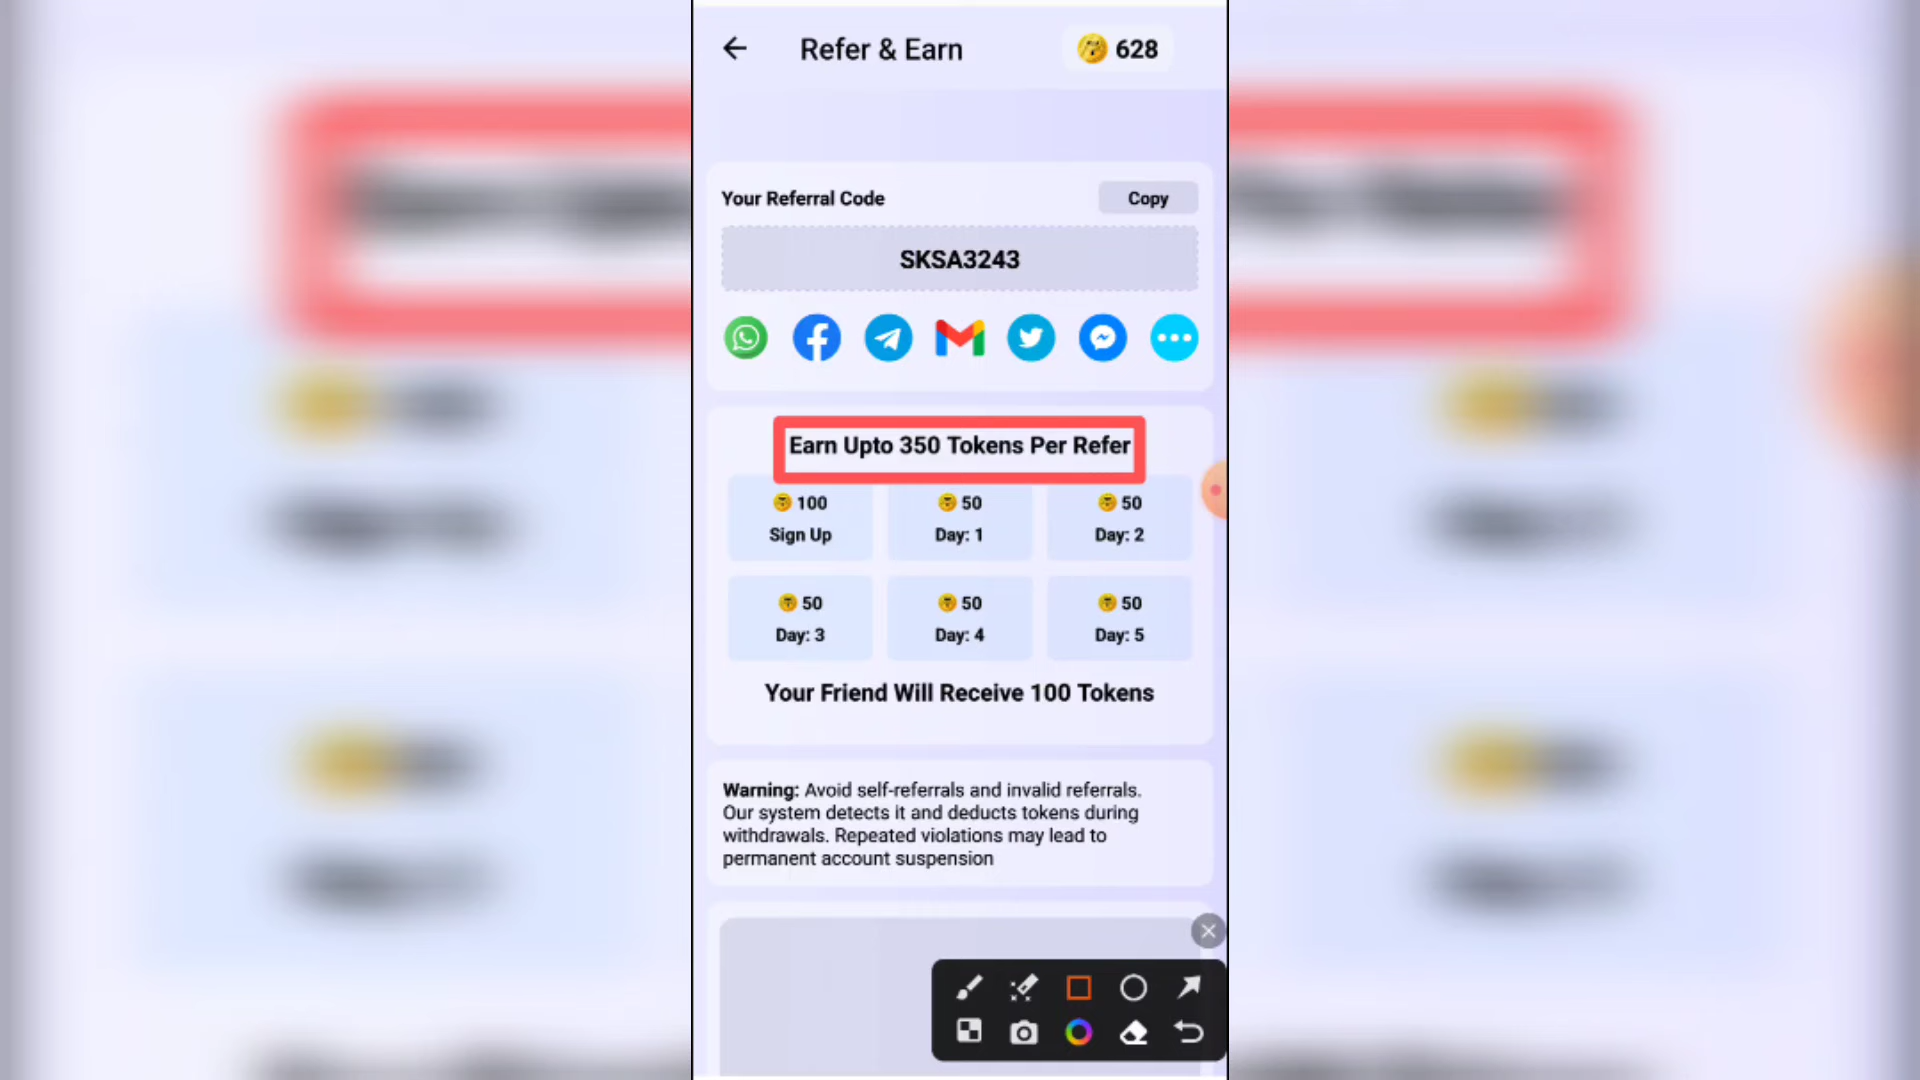 Refer & Earn
628
Your Referral Code
Copy
SKSA3243
Earn Upto 350 Tokens Per Refer
100
50
50
Sign Up
Day: 1
Day: 2
50
50
50
Day: 3
Day: 4
Day: 5
Your Friend Will Receive 100 Tokens
Warning: Avoid self-referrals and invalid referrals.
Our system detects it and deducts tokens during
withdrawals. Repeated violations may lead to
permanent account suspension